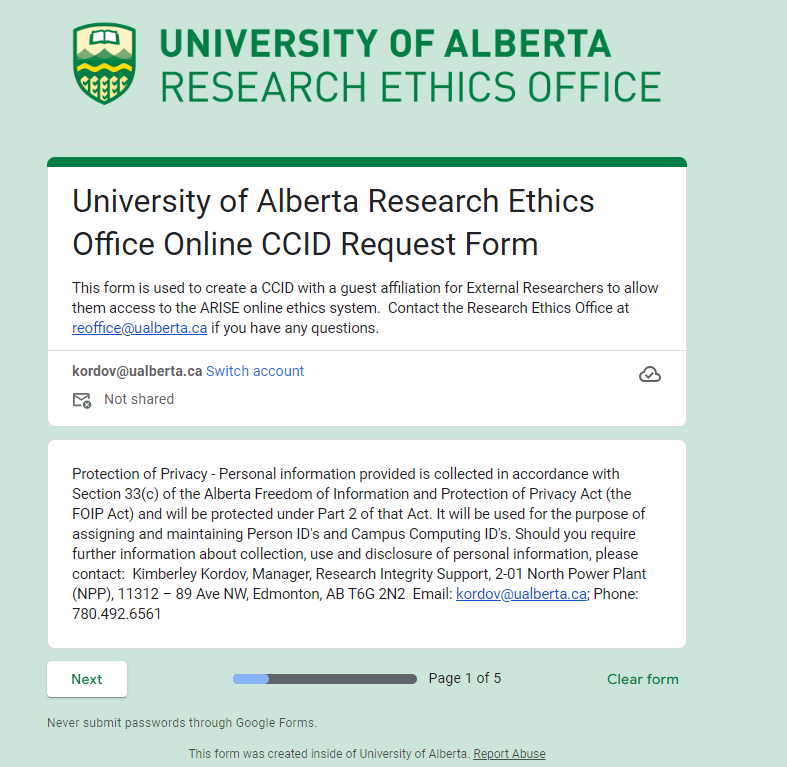 UNIVERSITY OF ALBERTA
RESEARCH ETHICS OFFICE
University of Alberta Research Ethics
Office Online CCID Request Form
This form is used to create a CCID with a guest affiliation for External Researchers to allow
them access to the ARISE online ethics system.  Contact the Research Ethics Office at
reoffice@ualberta.ca if you have any questions.
kordov@ualberta.ca Switch account
Not shared
Protection of Privacy - Personal information provided is collected in accordance with
Section 33(c) of the Alberta Freedom of Information and Protection of Privacy Act (the
FOIP Act) and will be protected under Part 2 of that Act. It will be used for the purpose of
assigning and maintaining Person ID's and Campus Computing ID's. Should you require
further information about collection, use and disclosure of personal information, please
contact:  Kimberley Kordov, Manager, Research Integrity Support, 2-01 North Power Plant
(NPP), 11312 – 89 Ave NW, Edmonton, AB T6G 2N2  Email: kordov@ualberta.ca; Phone:
780.492.6561
Next
Page 1 of 5
Clear form
Never submit passwords through Google Forms.
This form was created inside of University of Alberta. Report Abuse